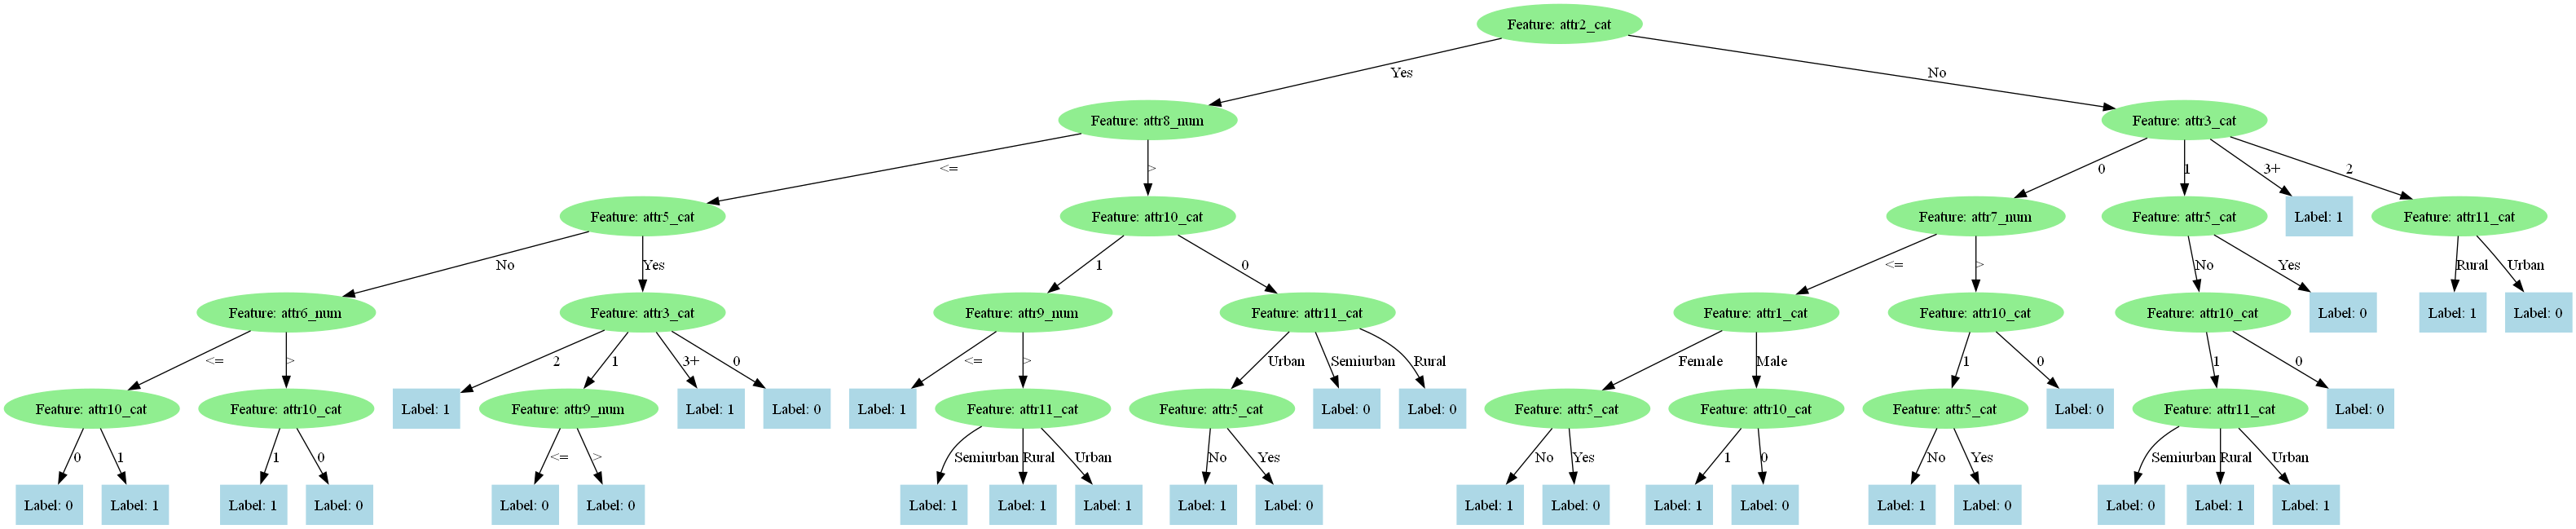 Feature: attr2_cat
Yes
No
Feature: attr8_num
Feature: attr3_cat
<=
>
0
1
3+
2
Feature: attr5_cat
Feature: attr10_cat
Feature: attr7_num
Feature: attr5_cat
Label: 1
Feature: attr11_cat
No
Yes
1
0
<=
>
No
Yes
Rural
Urban
Feature: attr6_num
Feature: attr3_cat
Feature: attr9_num
Feature: attr11_cat
Feature: attr1_cat
Feature: attr10_cat
Feature: attr10_cat
Label: 0
Label: 1
Label: 0
<=
>
2
1
3+
0
<=
>
Urban
Semiurban
Rural
Female
Male
1
0
1
0
Feature: attr10_cat
Feature: attr10_cat
Label: 1
Feature: attr9_num
Label: 1
Label: 0
Label: 1
Feature: attr11_cat
Feature: attr5_cat
Label: 0
Label: 0
Feature: attr5_cat
Feature: attr10_cat
Feature: attr5_cat
Label: 0
Feature: attr11_cat
Label: 0
0
1
1
0
<=
>
Semiurban
Rural
Urban
No
Yes
No
Yes
1
0
No
Yes
Semiurban
Rural
Urban
Label: 0
Label: 1
Label: 1
Label: 0
Label: 0
Label: 0
Label: 1
Label: 1
Label: 1
Label: 1
Label: 0
Label: 1
Label: 0
Label: 1
Label: 0
Label: 1
Label: 0
Label: 0
Label: 1
Label: 1